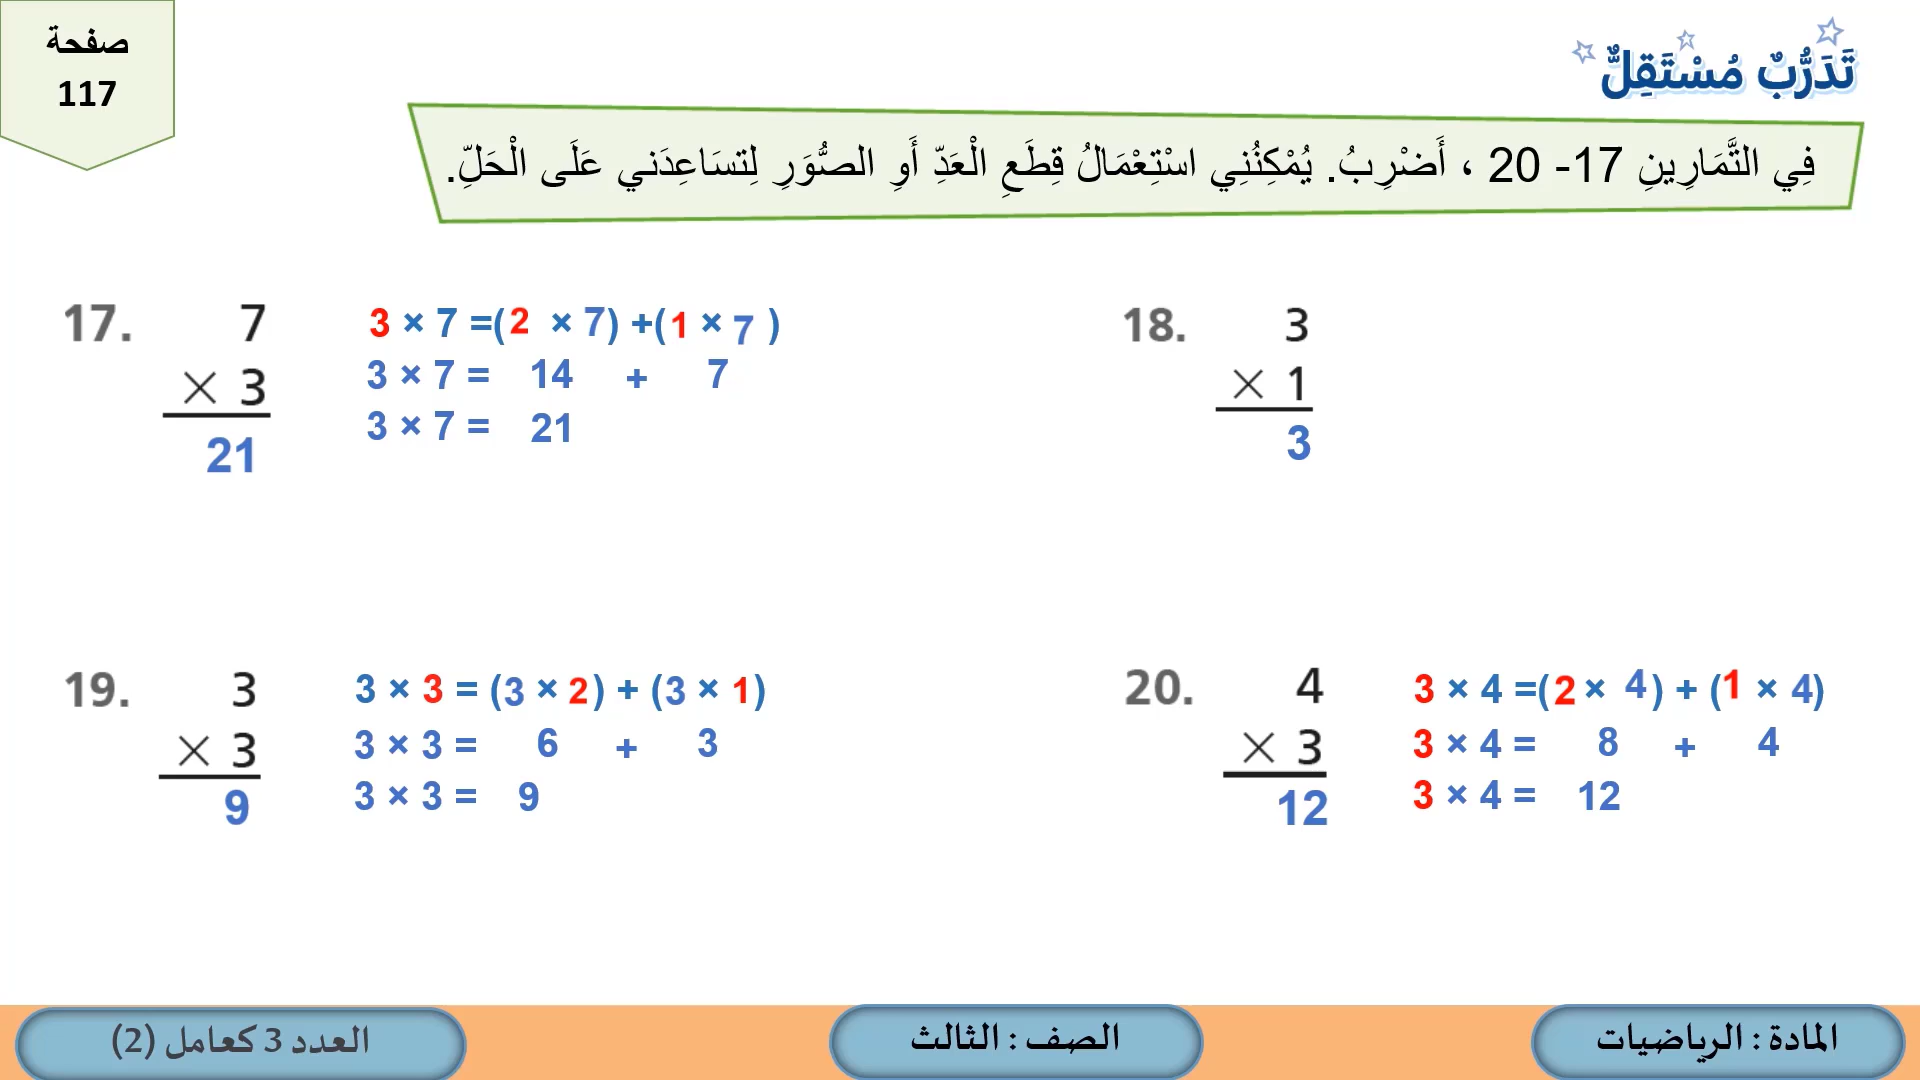 صفحة
117
تَدَرُّبٌ مُسْتَقِلٌّ
فِي التَّمَارِينِ 17- 20 ، أَضْرِبُ. يُمْكِنُنِي اسْتِعْمَالُ قِطَعِ الْعَدِّ أَوِ الصُّوَرِ لِتسَاعِدَني عَلَى الْحَلِّ.
17. 7
× 3
21
3 × 7 =(2 × 7) +(1 × 7 )
3 × 7 = 14 + 7
3 × 7 = 21
18. 3
× 1
3
19. 3
× 3
9
3 × 3 = (3 × 2) + (3 × 1)
3 × 3 = 6 + 3
3 × 3 = 9
20. 4
× 3
12
3 × 4 =(2 × 4) + (1 × 4)
3 × 4 = 8 + 4
3 × 4 = 12
المادة : الرياضيات
الصف : الثالث
العدد 3 كعامل (2)